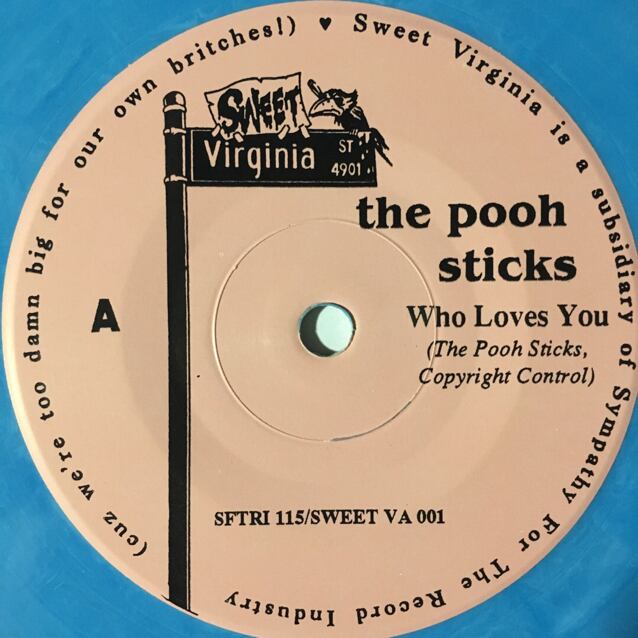 ♥ Sweet Virginia is a subsidiary of Sympathy For The Record Industry
(cuz we're too damn big for our own britches!)
SWEET
Virginia ST
4901
the pooh
sticks
A
Who Loves You
(The Pooh Sticks,
Copyright Control)
SFTRI 115/SWEET VA 001